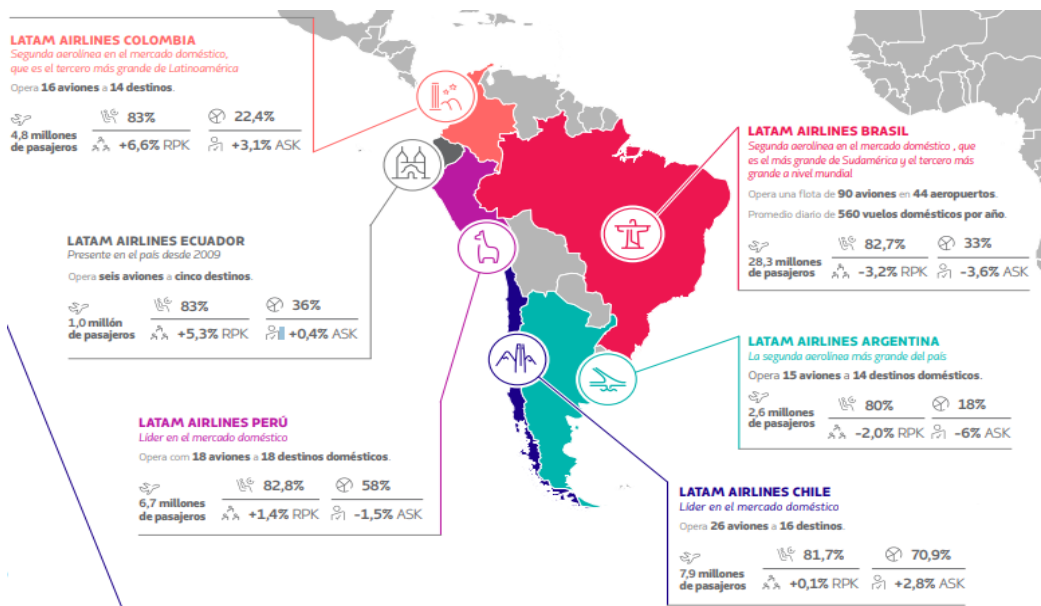 LATAM AIRLINES COLOMBIA
Segunda aerolínea en el mercado doméstico,
que es el tercero más grande de Latinoamérica
Opera 16 aviones a 14 destinos.
4,8 millones
de pasajeros
83%
22,4%
+6,6% RPK
+3,1% ASK
LATAM AIRLINES ECUADOR
Presente en el país desde 2009
Opera seis aviones a cinco destinos.
1,0 millón
de pasajeros
83%
36%
+5,3% RPK
+0,4% ASK
LATAM AIRLINES PERÚ
Líder en el mercado doméstico
Opera com 18 aviones a 18 destinos domésticos.
6,7 millones
de pasajeros
82,8%
58%
+1,4% RPK
-1,5% ASK
LATAM AIRLINES BRASIL
Segunda aerolínea en el mercado doméstico , que
es el más grande de Sudamérica y el tercero más
grande a nivel mundial
Opera una flota de 90 aviones en 44 aeropuertos.
Promedio diario de 560 vuelos domésticos por año.
28,3 millones
de pasajeros
82,7%
33%
-3,2% RPK
-3,6% ASK
LATAM AIRLINES ARGENTINA
La segunda aerolínea más grande del país
Opera 15 aviones a 14 destinos domésticos.
2,6 millones
de pasajeros
80%
18%
-2,0% RPK
-6% ASK
LATAM AIRLINES CHILE
Líder en el mercado doméstico
Opera 26 aviones a 16 destinos.
7,9 millones
de pasajeros
81,7%
70,9%
+0,1% RPK
+2,8% ASK